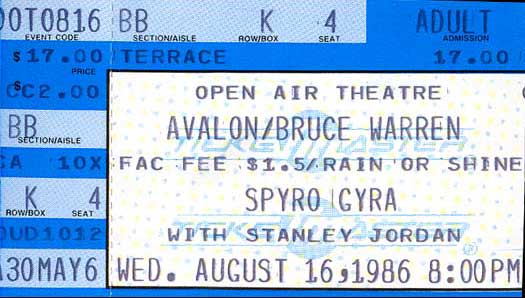 OOT0816 BB K 4 ADULT
EVENT CODE SECTION/AISLE ROW/BOX SEAT ADMISSION
$ 17.00 TERRACE 17.00
PRICE
$
CC2.00 OPEN AIR THEATRE
BB AVALON/BRUCE WARREN
SECTION/AISLE TICKETMASTER
CA 10X FAC FEE $1.5/RAIN OR SHINE
K 4 SPYRO GYRA
ROW/BOX SEAT TICKETMASTER
OUD1012 WITH STANLEY JORDAN
A30MAY6 WED. AUGUST 16,1986 8:00PM